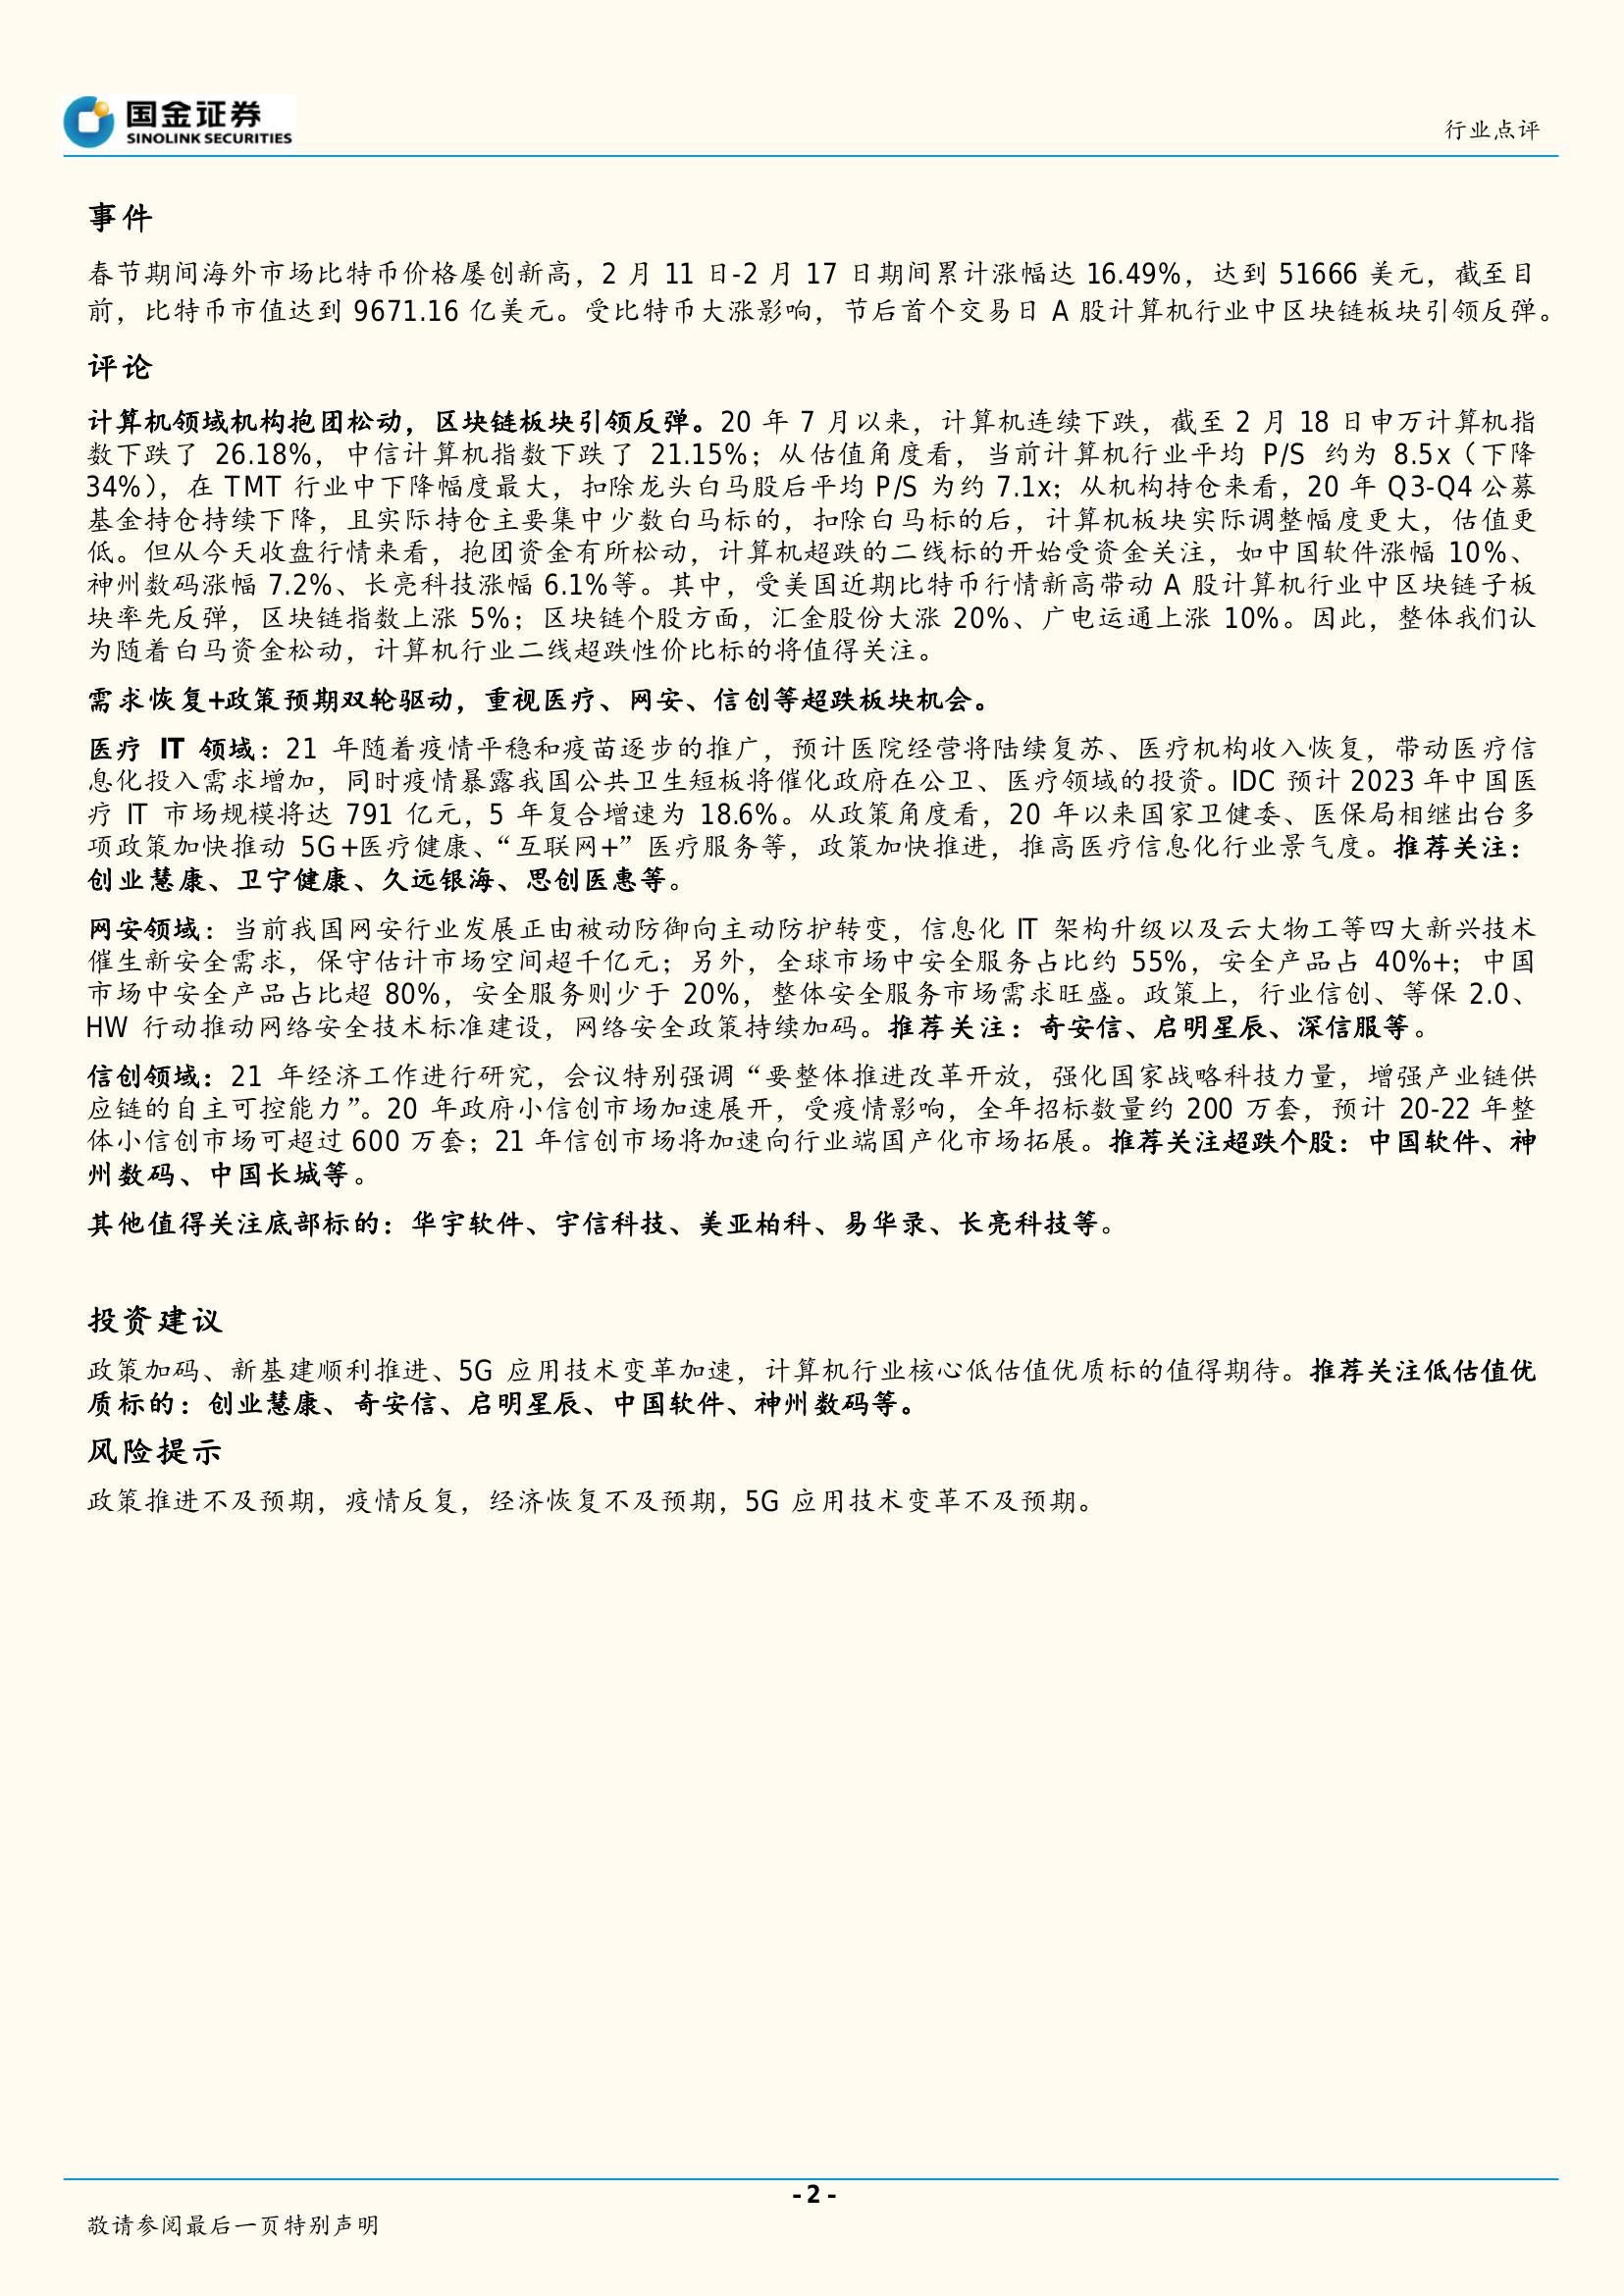 国金证券
SINOLINK SECURITIES
行业点评
事件
春节期间海外市场比特币价格屡创新高，2 月 11 日-2 月 17 日期间累计涨幅达 16.49%，达到 51666 美元，截至目
前，比特币市值达到 9671.16 亿美元。受比特币大涨影响，节后首个交易日 A 股计算机行业中区块链板块引领反弹。
评论
计算机领域机构抱团松动，区块链板块引领反弹。20 年 7 月以来，计算机连续下跌，截至 2 月 18 日申万计算机指
数下跌了 26.18%，中信计算机指数下跌了 21.15%；从估值角度看，当前计算机行业平均 P/S 约为 8.5x（下降
34%），在 TMT 行业中下降幅度最大，扣除龙头白马股后平均 P/S 为约 7.1x；从机构持仓来看，20 年 Q3-Q4 公募
基金持仓持续下降，且实际持仓主要集中少数白马标的，扣除白马标的后，计算机板块实际调整幅度更大，估值更
低。但从今天收盘行情来看，抱团资金有所松动，计算机超跌的二线标的开始受资金关注，如中国软件涨幅 10%、
神州数码涨幅 7.2%、长亮科技涨幅 6.1%等。其中，受美国近期比特币行情新高带动 A 股计算机行业中区块链子板
块率先反弹，区块链指数上涨 5%；区块链个股方面，汇金股份大涨 20%、广电运通上涨 10%。因此，整体我们认
为随着白马资金松动，计算机行业二线超跌性价比标的将值得关注。
需求恢复+政策预期双轮驱动，重视医疗、网安、信创等超跌板块机会。
医疗 IT 领域：21 年随着疫情平稳和疫苗逐步的推广，预计医院经营将陆续复苏、医疗机构收入恢复，带动医疗信
息化投入需求增加，同时疫情暴露我国公共卫生短板将催化政府在公卫、医疗领域的投资。IDC 预计 2023 年中国医
疗 IT 市场规模将达 791 亿元，5 年复合增速为 18.6%。从政策角度看，20 年以来国家卫健委、医保局相继出台多
项政策加快推动 5G+医疗健康、“互联网+”医疗服务等，政策加快推进，推高医疗信息化行业景气度。推荐关注：
创业慧康、卫宁健康、久远银海、思创医惠等。
网安领域：当前我国网安行业发展正由被动防御向主动防护转变，信息化 IT 架构升级以及云大物工等四大新兴技术
催生新安全需求，保守估计市场空间超千亿元；另外，全球市场中安全服务占比约 55%，安全产品占 40%+；中国
市场中安全产品占比超 80%，安全服务则少于 20%，整体安全服务市场需求旺盛。政策上，行业信创、等保 2.0、
HW 行动推动网络安全技术标准建设，网络安全政策持续加码。推荐关注：奇安信、启明星辰、深信服等。
信创领域：21 年经济工作进行研究，会议特别强调“要整体推进改革开放，强化国家战略科技力量，增强产业链供
应链的自主可控能力”。20 年政府小信创市场加速展开，受疫情影响，全年招标数量约 200 万套，预计 20-22 年整
体小信创市场可超过 600 万套；21 年信创市场将加速向行业端国产化市场拓展。推荐关注超跌个股：中国软件、神
州数码、中国长城等。
其他值得关注底部标的：华宇软件、宇信科技、美亚柏科、易华录、长亮科技等。
投资建议
政策加码、新基建顺利推进、5G 应用技术变革加速，计算机行业核心低估值优质标的值得期待。推荐关注低估值优
质标的：创业慧康、奇安信、启明星辰、中国软件、神州数码等。
风险提示
政策推进不及预期，疫情反复，经济恢复不及预期，5G 应用技术变革不及预期。
- 2 -
敬请参阅最后一页特别声明